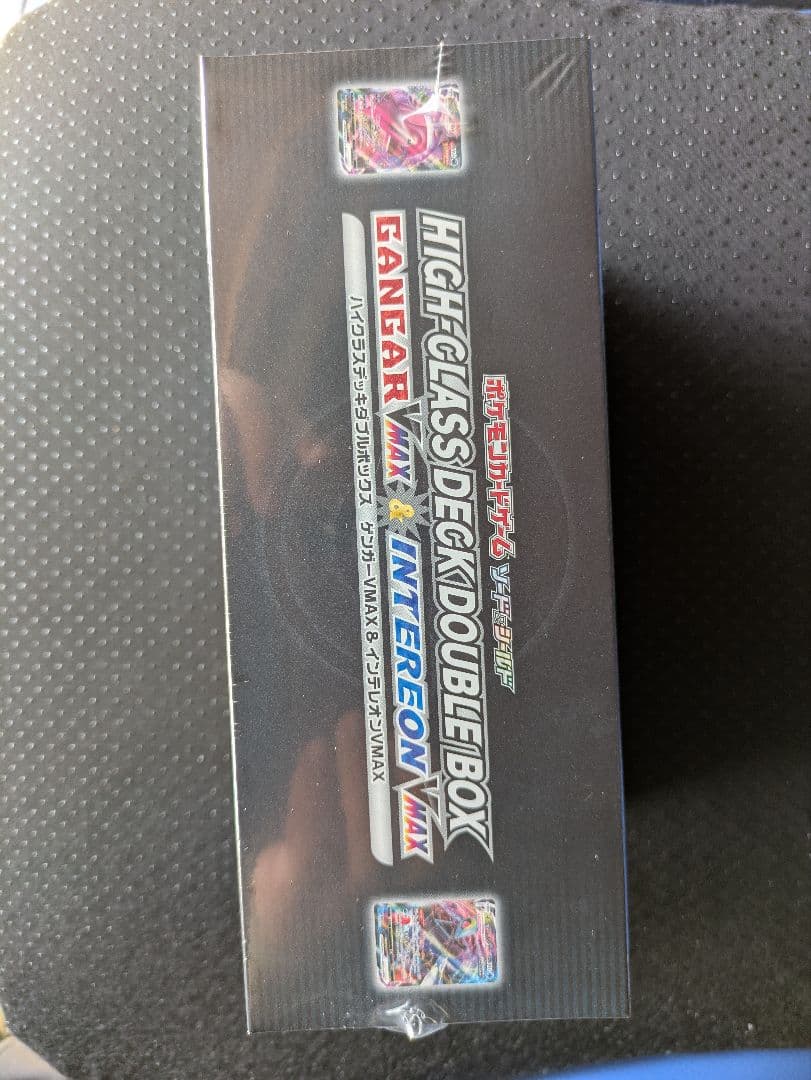 ポケモンカードゲーム ソード&シールド
HIGH-CLASS DECK DOUBLE BOX
GANGAR VMAX & INTEREON VMAX
ハイクラスデッキダブルボックス ゲンガーVMAX & インテレオンVMAX